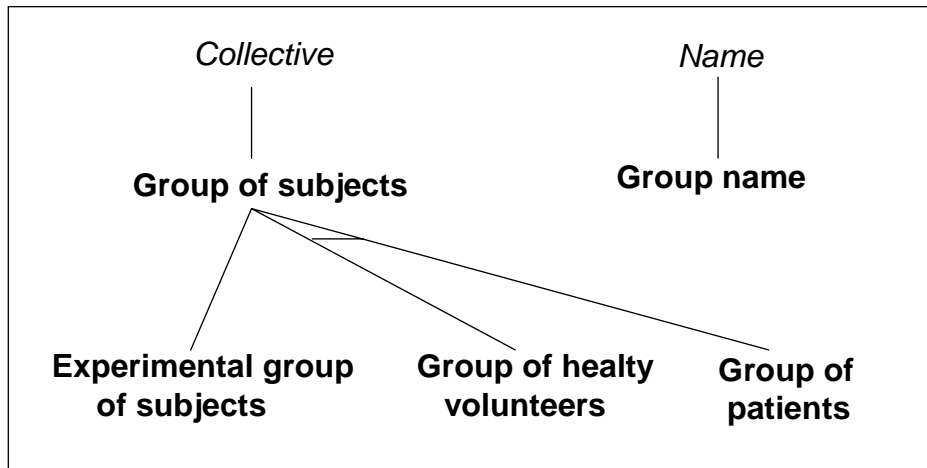 Collective
Name
Group of subjects
Group name
Experimental group
of subjects
Group of healty
volunteers
Group of
patients